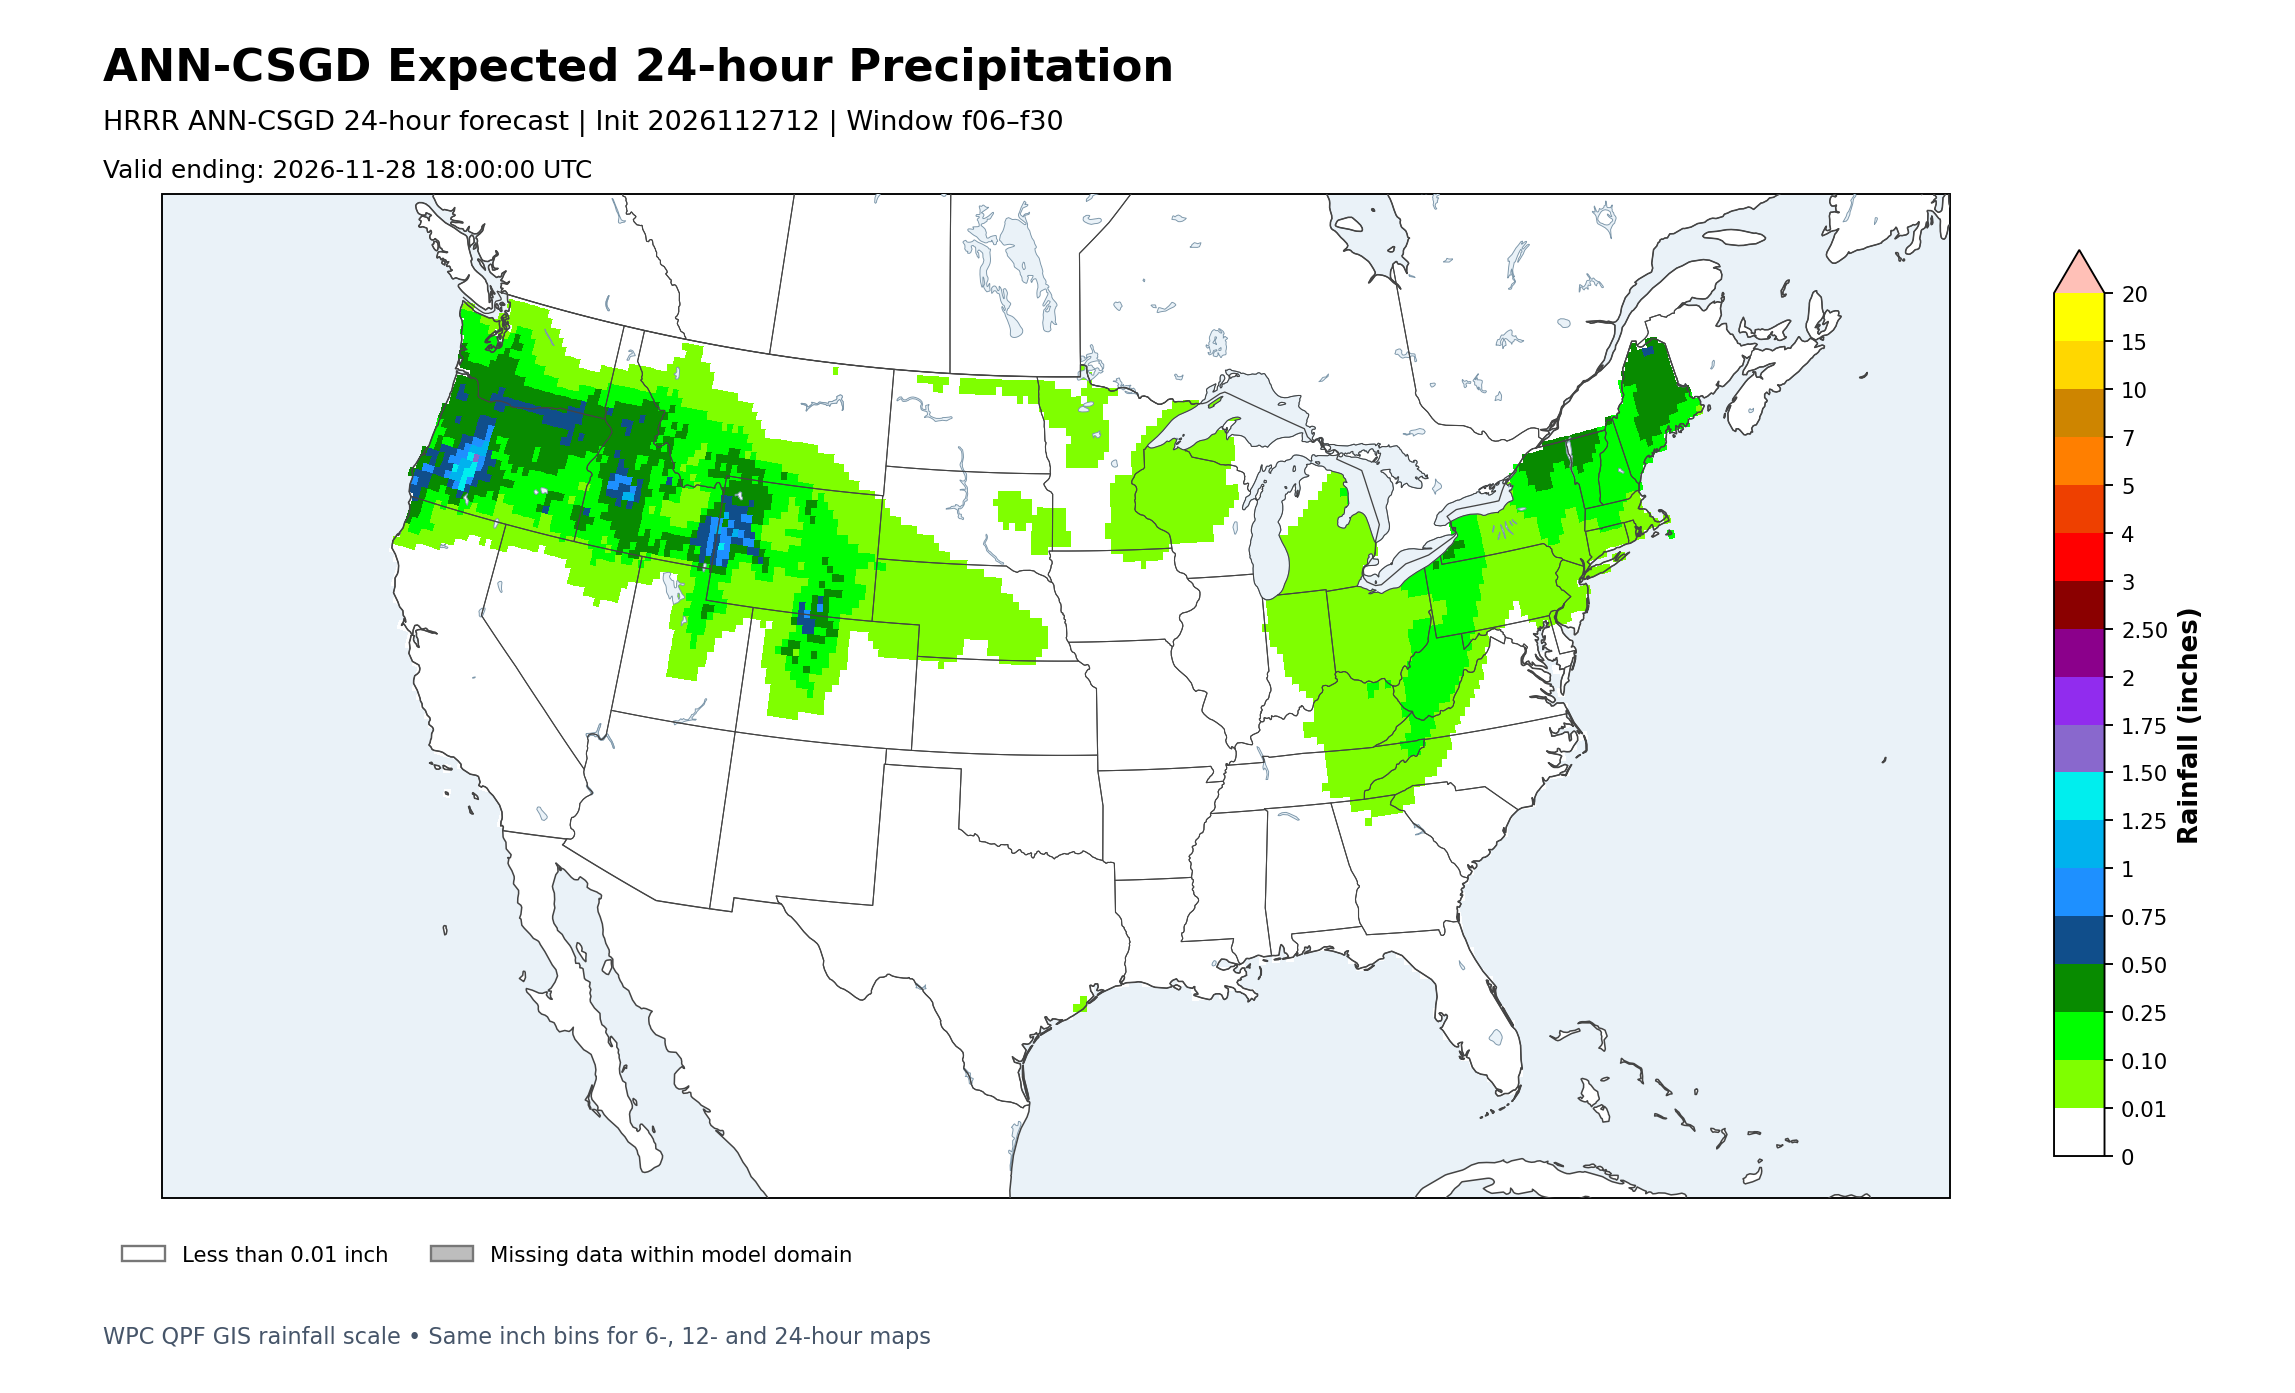 ANN-CSGD Expected 24-hour Precipitation
HRRR ANN-CSGD 24-hour forecast | Init 2026112712 | Window f06–f30
Valid ending: 2026-11-28 18:00:00 UTC
20
15
10
7
5
4
3
2.50
2
1.75
1.50
1.25
1
0.75
0.50
0.25
0.10
0.01
0
Rainfall (inches)
Less than 0.01 inch
Missing data within model domain
WPC QPF GIS rainfall scale • Same inch bins for 6-, 12- and 24-hour maps